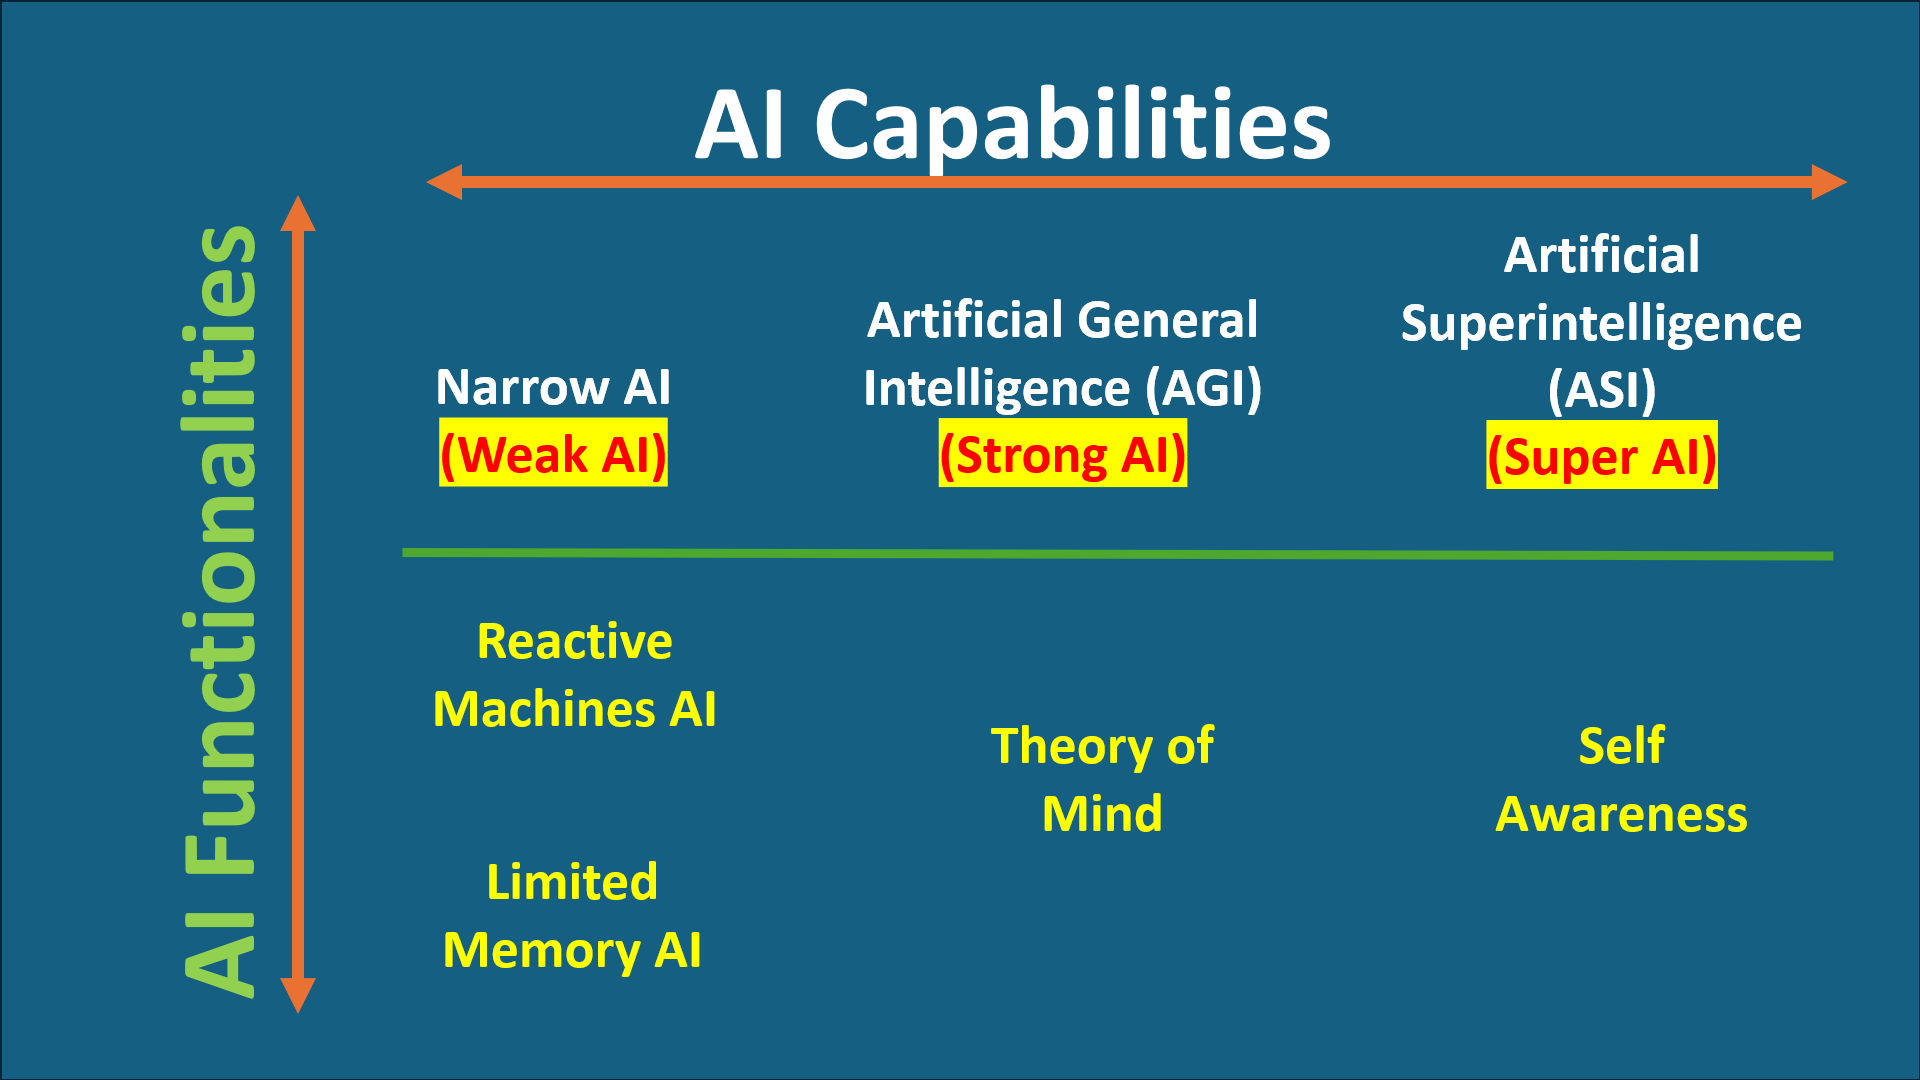 AI Capabilities
AI Functionalities
Narrow AI
(Weak AI)
Artificial General
Intelligence (AGI)
(Strong AI)
Artificial
Superintelligence
(ASI)
(Super AI)
Reactive
Machines AI
Limited
Memory AI
Theory of
Mind
Self
Awareness